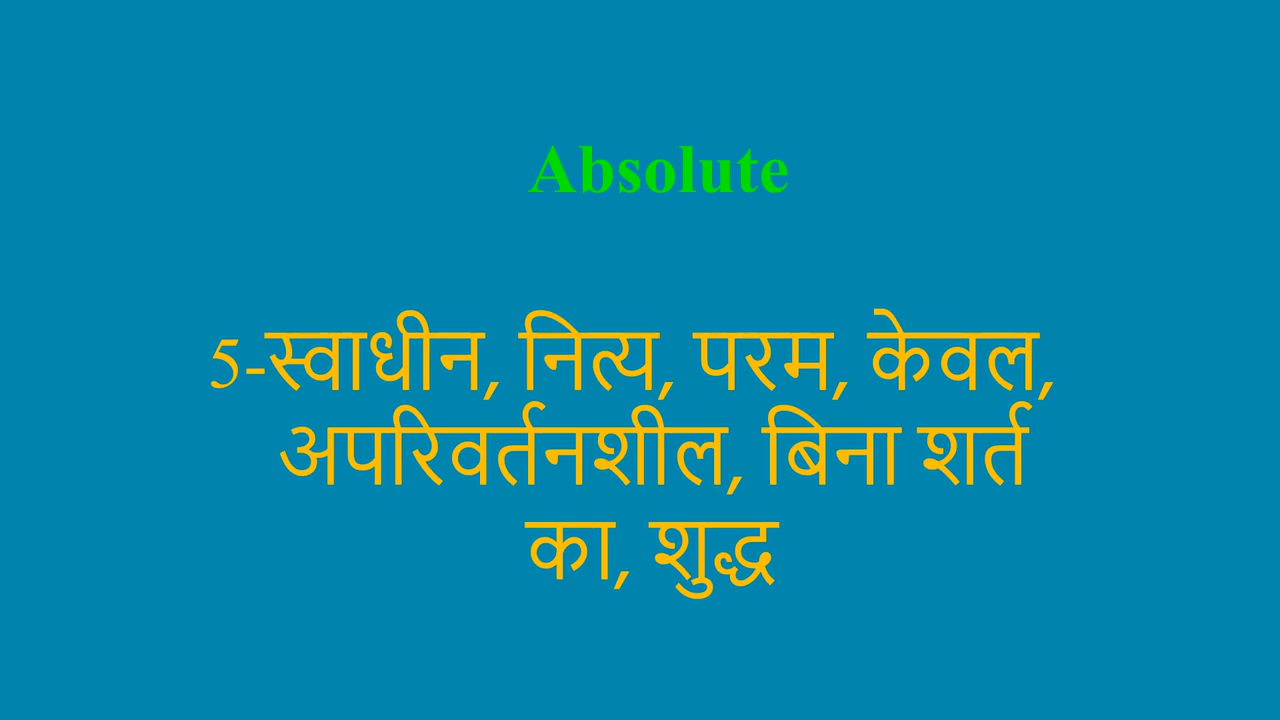 Absolute
5-स्वाधीन, नित्य, परम, केवल,
अपरिवर्तनशील, बिना शर्त
का, शुद्ध